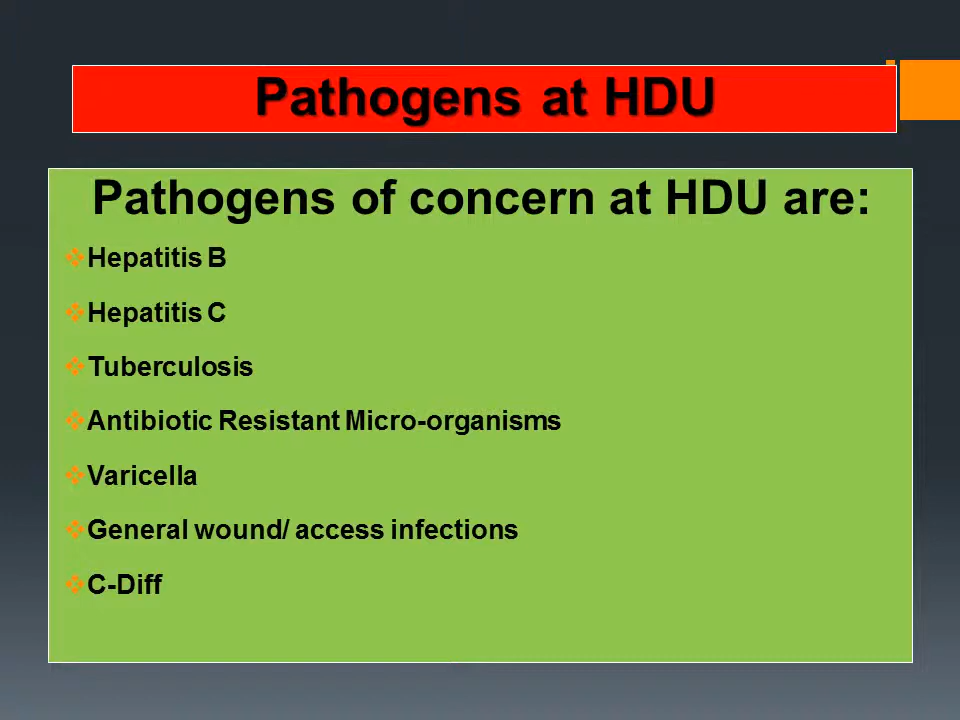 Pathogens at HDU
Pathogens of concern at HDU are:
Hepatitis B
Hepatitis C
Tuberculosis
Antibiotic Resistant Micro-organisms
Varicella
General wound/ access infections
C-Diff